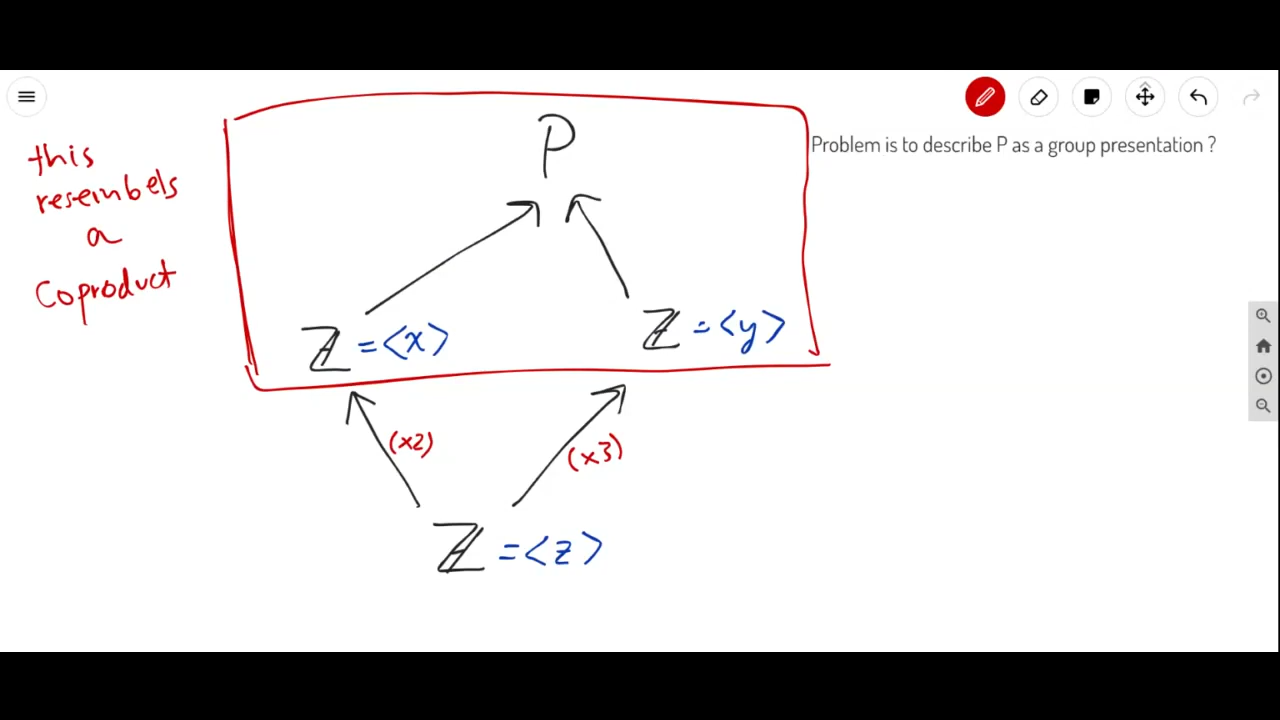 Problem is to describe P as a group presentation ?
this
resembels
a
Coproduct
P
ℤ = <x>
ℤ = <y>
(x2)
(x3)
ℤ = <z>